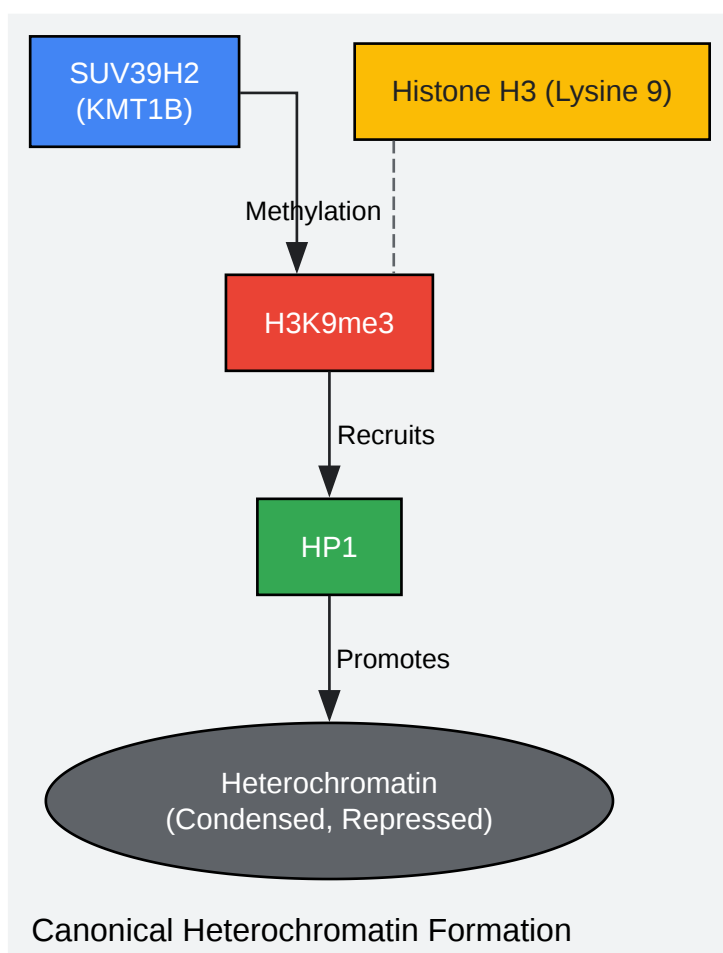 SUV39H2
(KMT1B)
Histone H3 (Lysine 9)
Methylation
H3K9me3
Recruits
HP1
Promotes
Heterochromatin
(Condensed, Repressed)
Canonical Heterochromatin Formation